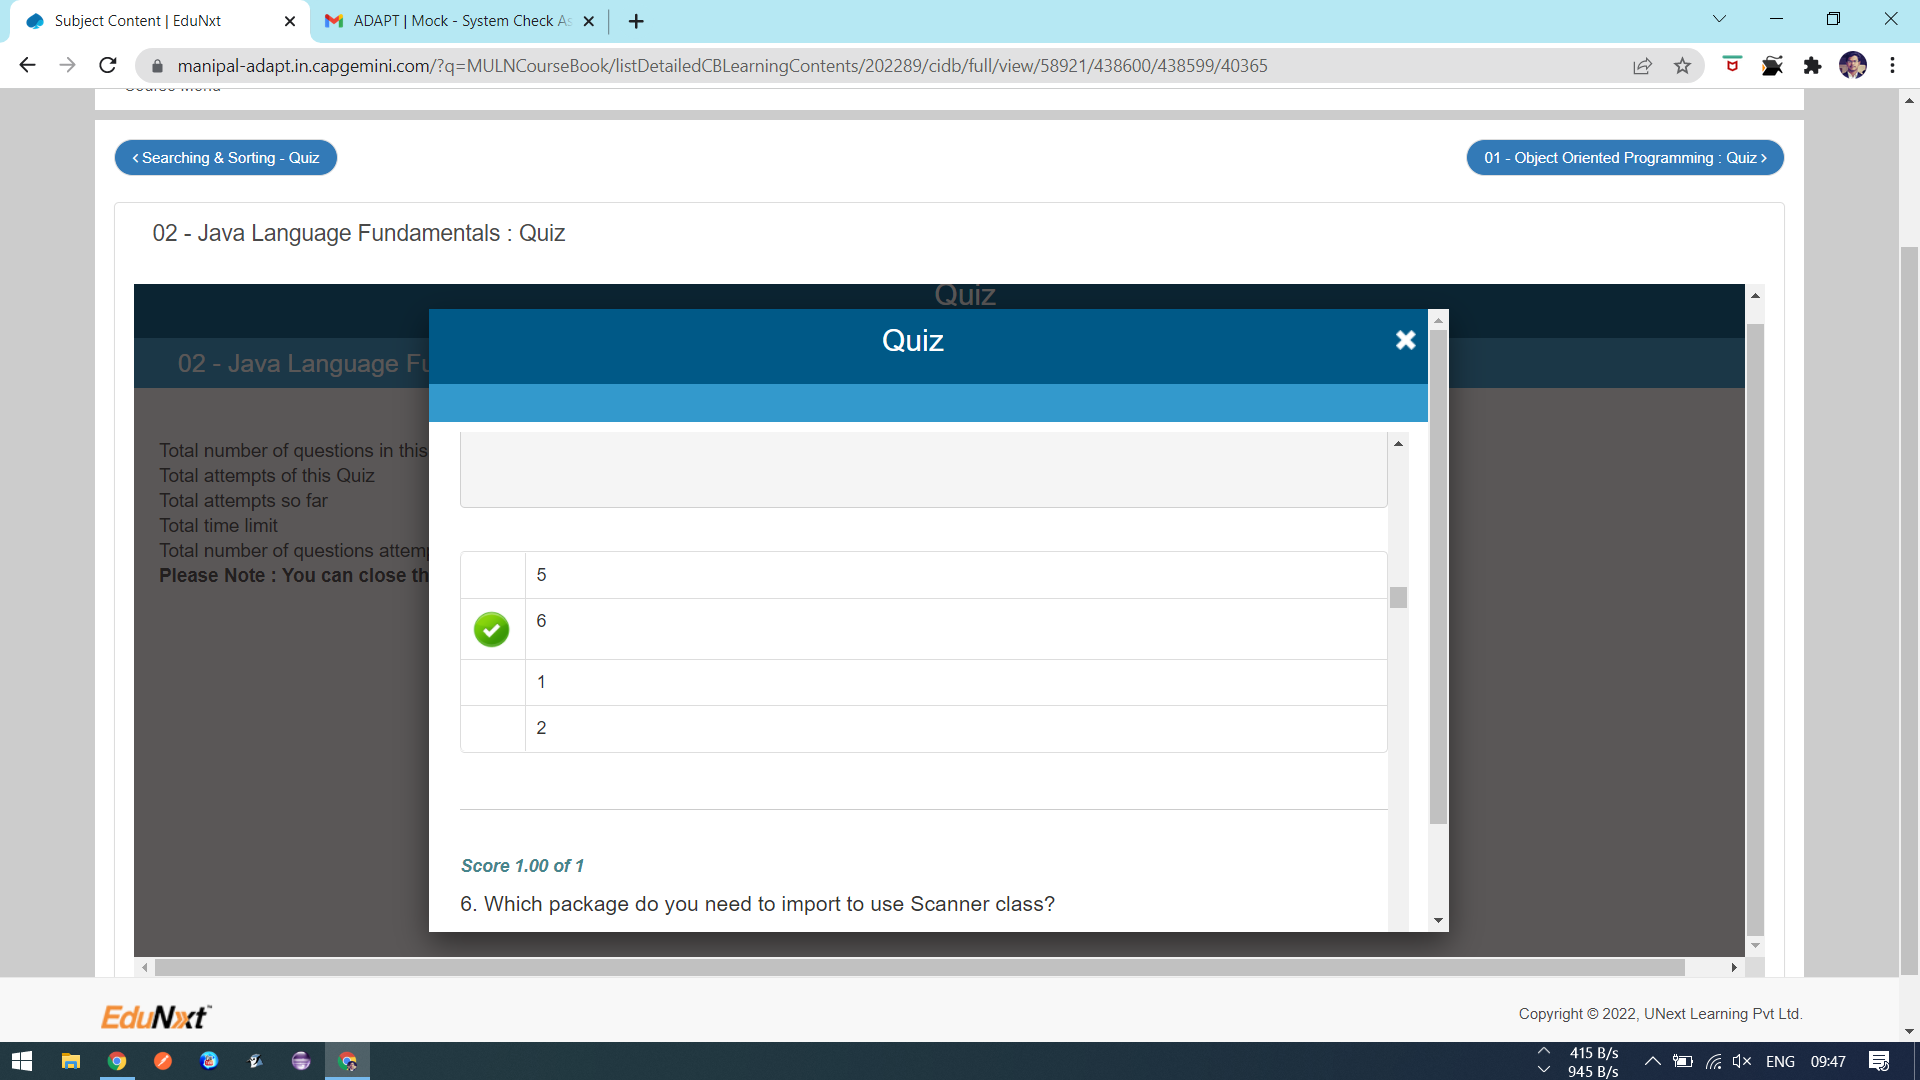 Subject Content | EduNxt
ADAPT | Mock - System Check As
manipal-adapt.in.capgemini.com/?q=MULNCourseBook/listDetailedCBLearningContents/202289/cidb/full/view/58921/438600/438599/40365
Course Menu
‹ Searching & Sorting - Quiz
01 - Object Oriented Programming : Quiz ›
02 - Java Language Fundamentals : Quiz
Quiz
02 - Java Language Fu
Quiz
Total number of questions in this
Total attempts of this Quiz
Total attempts so far
Total time limit
Total number of questions attemp
Please Note : You can close th
5
6
1
2
Score 1.00 of 1
6. Which package do you need to import to use Scanner class?
EduNxt™
Copyright © 2022, UNext Learning Pvt Ltd.
415 B/s
945 B/s
ENG
09:47